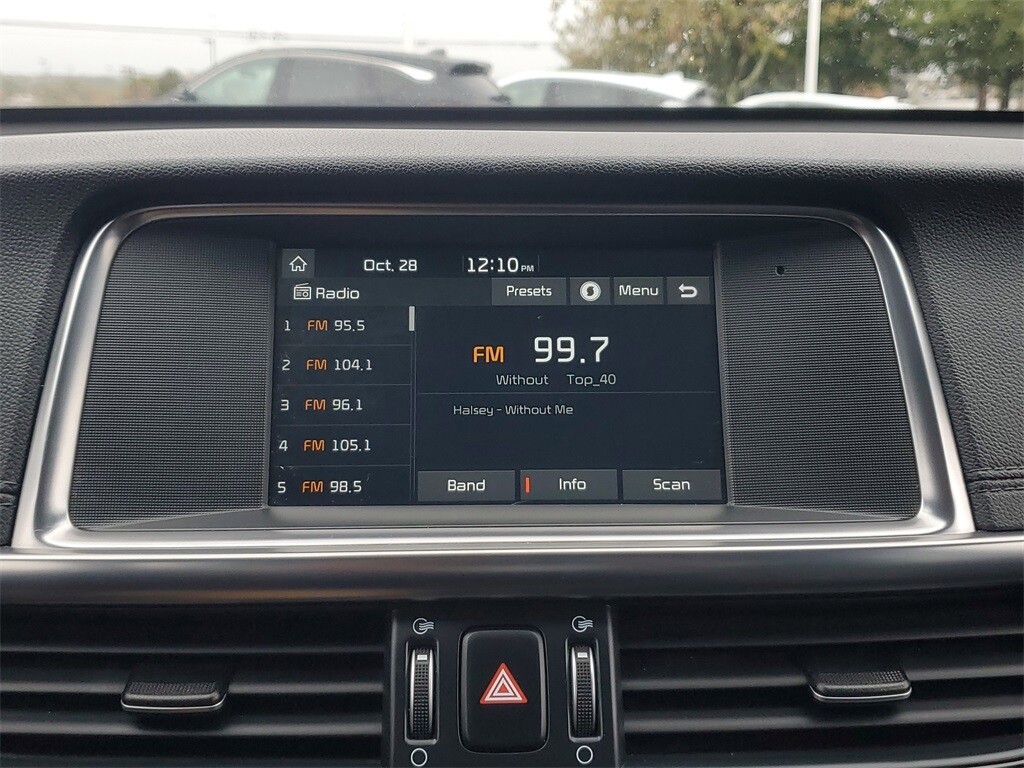 Oct. 28 12:10 PM
Radio Presets Menu
1 FM 95.5
2 FM 104.1
3 FM 96.1
4 FM 105.1
5 FM 98.5
FM 99.7
Without Top_40
Halsey - Without Me
Band Info Scan